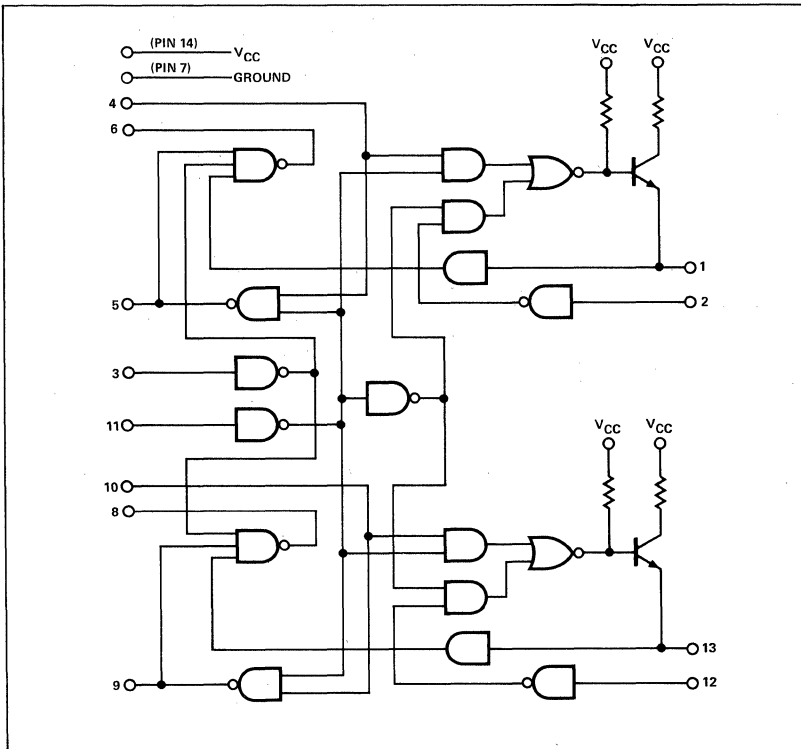 (PIN 14)
VCC
(PIN 7)
GROUND
4
6
VCC VCC
1
5
2
3
11
VCC VCC
10
8
13
9
12